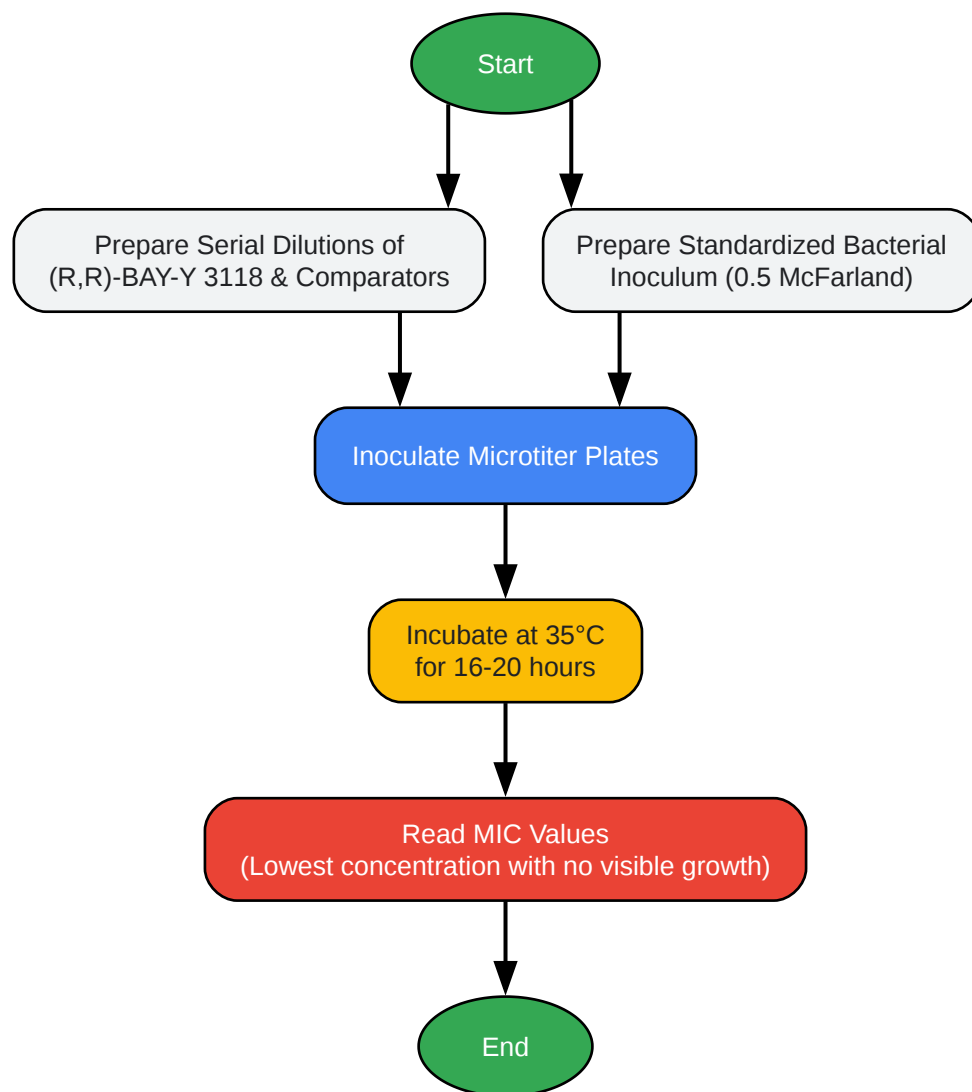 Start
Prepare Serial Dilutions of
(R,R)-BAY-Y 3118 & Comparators
Prepare Standardized Bacterial
Inoculum (0.5 McFarland)
Inoculate Microtiter Plates
Incubate at 35°C
for 16-20 hours
Read MIC Values
(Lowest concentration with no visible growth)
End